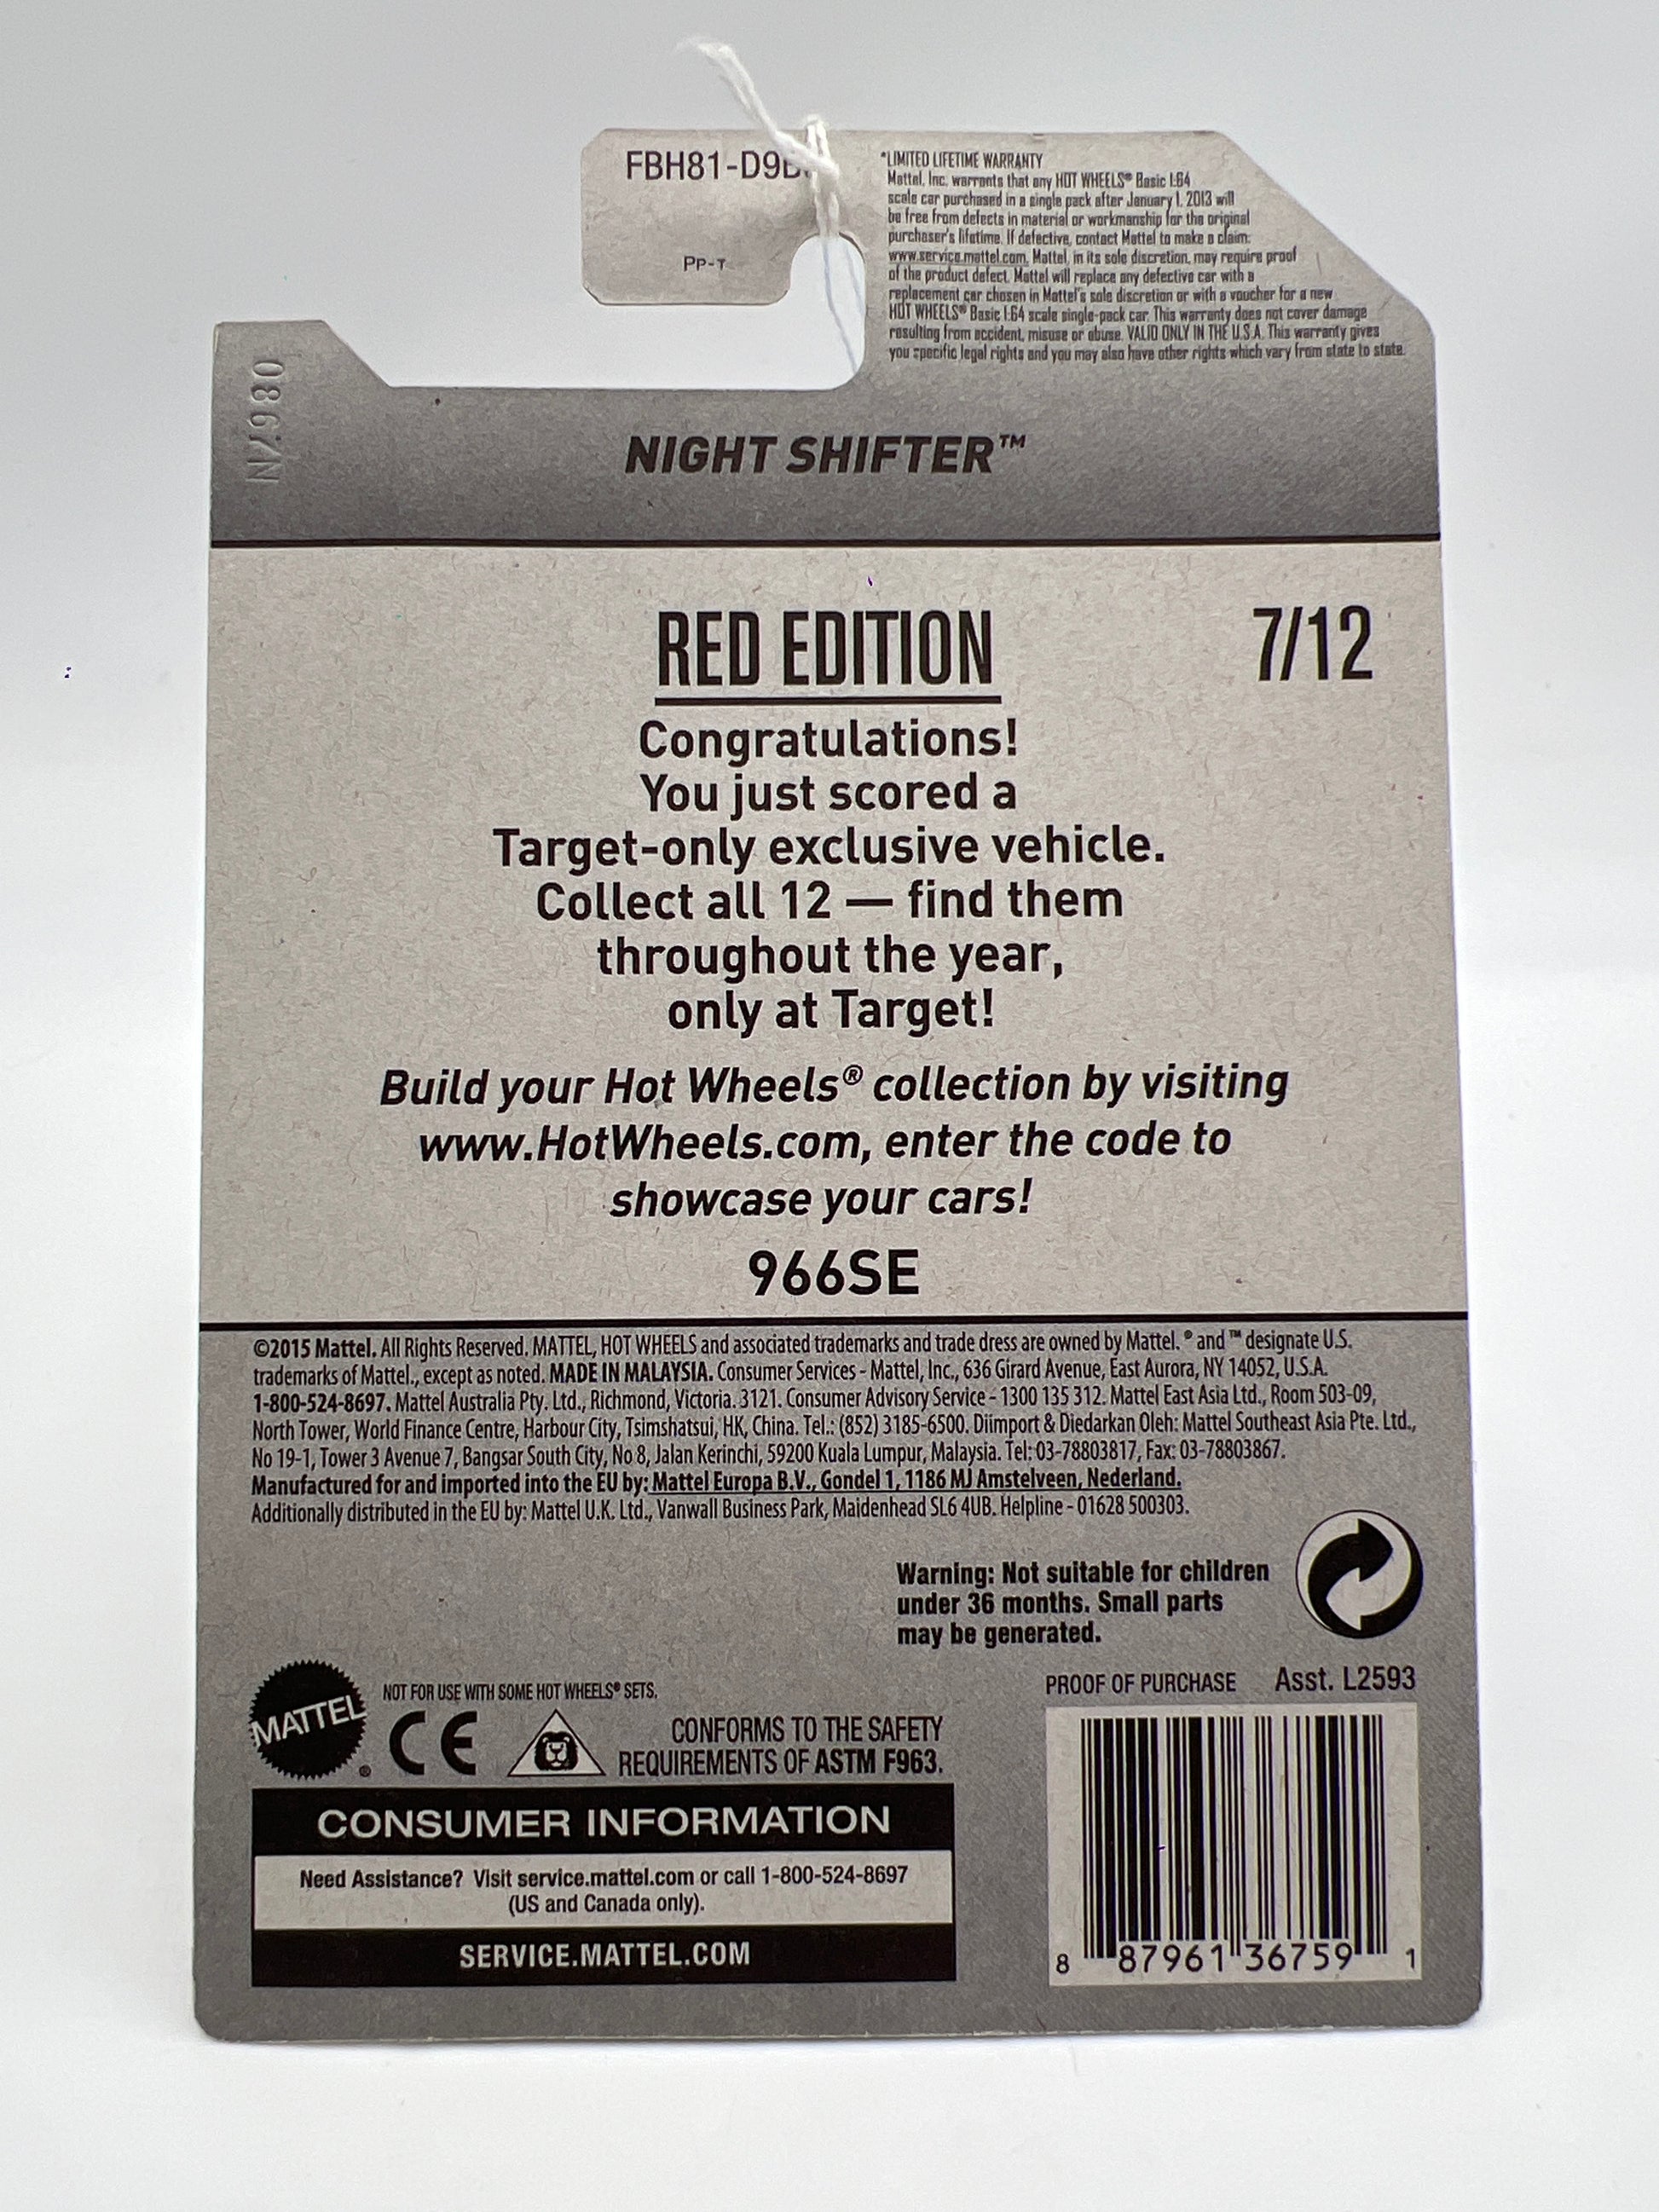 FBH81-D9B
PP-T
*LIMITED LIFETIME WARRANTY
Mattel, Inc. warrants that any HOT WHEELS® Basic 1:64
scale car purchased in a single pack after January 1, 2013 will
be free from defects in material or workmanship for the original
purchaser's lifetime. If defective, contact Mattel to make a claim:
www.service.mattel.com. Mattel, in its sole discretion, may require proof
of the product defect. Mattel will replace any defective car with a
replacement car chosen in Mattel's sole discretion or with a voucher for a new
HOT WHEELS® Basic 1:64 scale single-pack car. This warranty does not cover damage
resulting from accident, misuse or abuse. VALID ONLY IN THE U.S.A. This warranty gives
you specific legal rights and you may also have other rights which vary from state to state.
NIGHT SHIFTER™
RED EDITION
7/12
Congratulations!
You just scored a
Target-only exclusive vehicle.
Collect all 12 — find them
throughout the year,
only at Target!
Build your Hot Wheels® collection by visiting
www.HotWheels.com, enter the code to
showcase your cars!
966SE
©2015 Mattel. All Rights Reserved. MATTEL, HOT WHEELS and associated trademarks and trade dress are owned by Mattel. ® and ™ designate U.S.
trademarks of Mattel., except as noted. MADE IN MALAYSIA. Consumer Services - Mattel, Inc., 636 Girard Avenue, East Aurora, NY 14052, U.S.A.
1-800-524-8697. Mattel Australia Pty. Ltd., Richmond, Victoria. 3121. Consumer Advisory Service - 1300 135 312. Mattel East Asia Ltd., Room 503-09,
North Tower, World Finance Centre, Harbour City, Tsimshatsui, HK, China. Tel.: (852) 3185-6500. Diimport & Diedarkan Oleh: Mattel Southeast Asia Pte. Ltd.,
No 19-1, Tower 3 Avenue 7, Bangsar South City, No 8, Jalan Kerinchi, 59200 Kuala Lumpur, Malaysia. Tel: 03-78803817, Fax: 03-78803867.
Manufactured for and imported into the EU by: Mattel Europa B.V., Gondel 1, 1186 MJ Amstelveen, Nederland.
Additionally distributed in the EU by: Mattel U.K. Ltd., Vanwall Business Park, Maidenhead SL6 4UB. Helpline - 01628 500303.
Warning: Not suitable for children
under 36 months. Small parts
may be generated.
PROOF OF PURCHASE Asst. L2593
MATTEL®
NOT FOR USE WITH SOME HOT WHEELS® SETS.
CE
CONFORMS TO THE SAFETY
REQUIREMENTS OF ASTM F963.
CONSUMER INFORMATION
Need Assistance? Visit service.mattel.com or call 1-800-524-8697
(US and Canada only).
SERVICE.MATTEL.COM
8 87961 36759 1